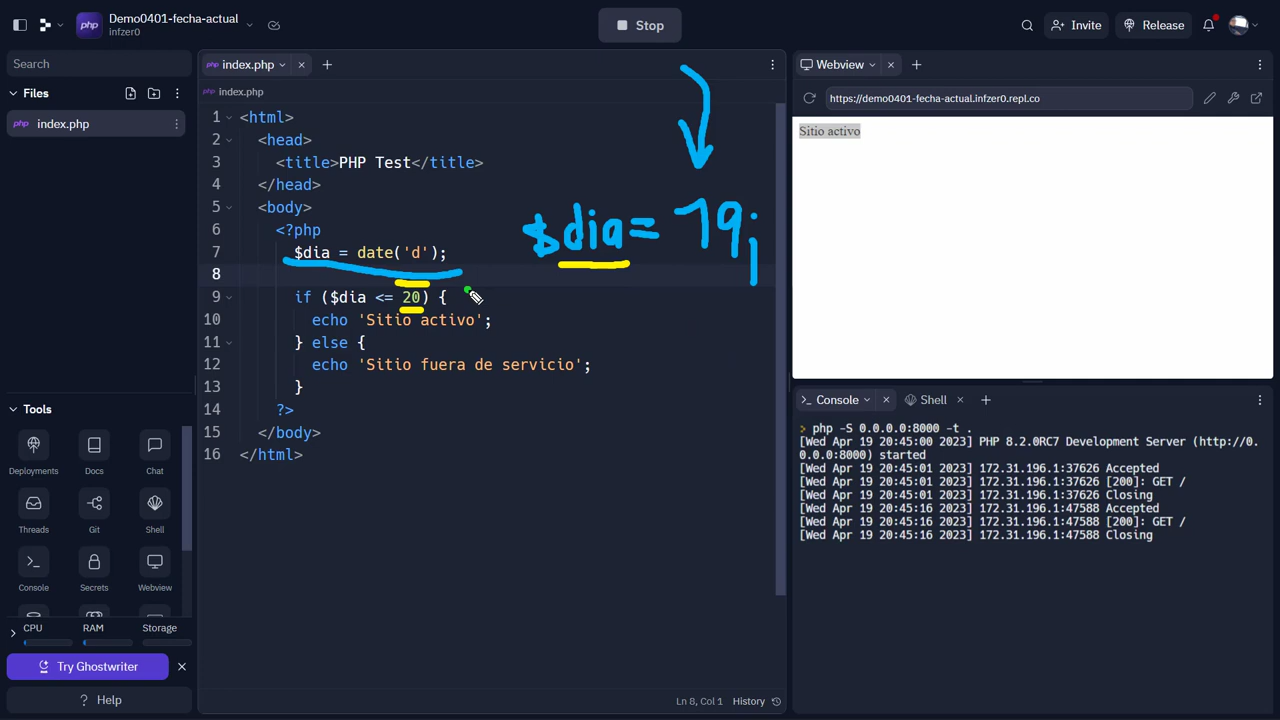 php
Demo0401-fecha-actual
infzer0
Stop
Invite
Release
Search
Files
php index.php
Tools
Deployments
Docs
Chat
Threads
Git
Shell
Console
Secrets
Webview
CPU
RAM
Storage
Try Ghostwriter
? Help
php index.php
php index.php
1 <html>
2 <head>
3 <title>PHP Test</title>
4 </head>
5 <body>
6 <?php
7 $dia = date('d');
8
9 if ($dia <= 20) {
10 echo 'Sitio activo';
11 } else {
12 echo 'Sitio fuera de servicio';
13 }
14 ?>
15 </body>
16 </html>
$dia = 19;
Ln 8, Col 1
History
Webview
https://demo0401-fecha-actual.infzer0.repl.co
Sitio activo
Console
Shell
> php -S 0.0.0.0:8000 -t .
[Wed Apr 19 20:45:00 2023] PHP 8.2.0RC7 Development Server (http://0.
0.0.0:8000) started
[Wed Apr 19 20:45:01 2023] 172.31.196.1:37626 Accepted
[Wed Apr 19 20:45:01 2023] 172.31.196.1:37626 [200]: GET /
[Wed Apr 19 20:45:01 2023] 172.31.196.1:37626 Closing
[Wed Apr 19 20:45:16 2023] 172.31.196.1:47588 Accepted
[Wed Apr 19 20:45:16 2023] 172.31.196.1:47588 [200]: GET /
[Wed Apr 19 20:45:16 2023] 172.31.196.1:47588 Closing